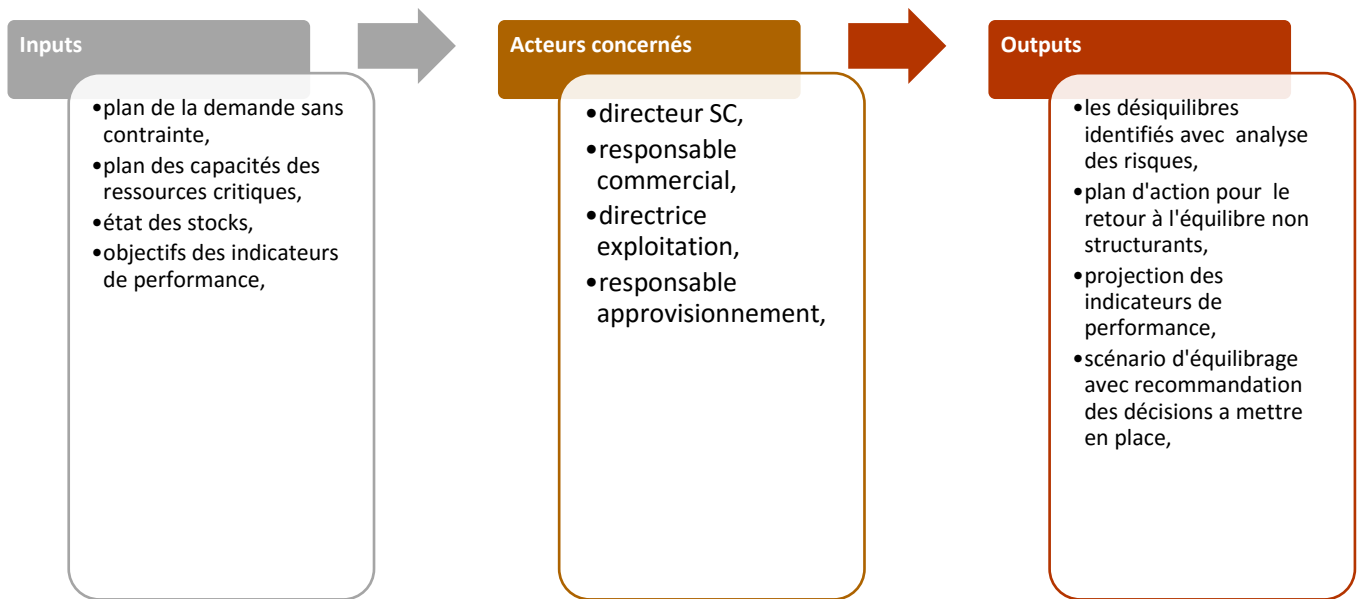 Inputs
•plan de la demande sans
contrainte,
•plan des capacités des
ressources critiques,
•état des stocks,
•objectifs des indicateurs
de performance,
Acteurs concernés
•directeur SC,
•responsable
commercial,
•directrice
exploitation,
•responsable
approvisionnement,
Outputs
•les désiquilibres
identifiés avec  analyse
des risques,
•plan d'action pour  le
retour à l'équilibre non
structurants,
•projection des
indicateurs de
performance,
•scénario d'équilibrage
avec recommandation
des décisions a mettre
en place,